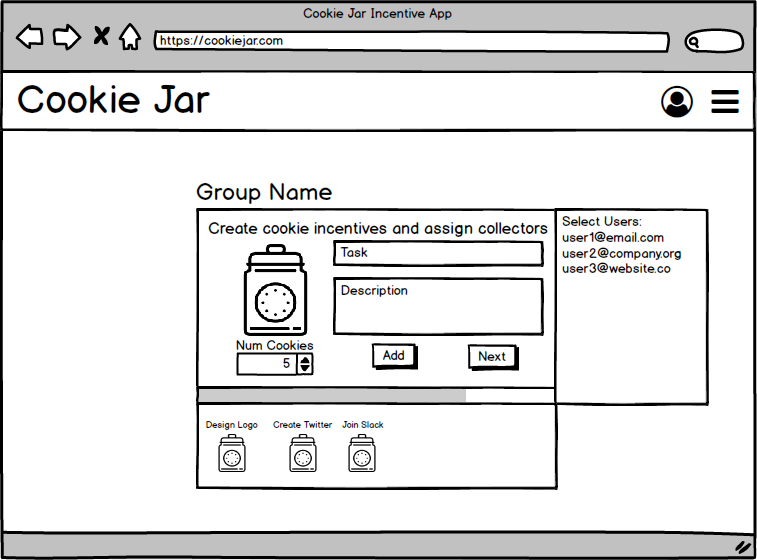 Cookie Jar Incentive App
https://cookiejar.com
Cookie Jar
Group Name
Create cookie incentives and assign collectors
Task
Description
Num Cookies
5
Add
Next
Select Users:
user1@email.com
user2@company.org
user3@website.co
Design Logo
Create Twitter
Join Slack